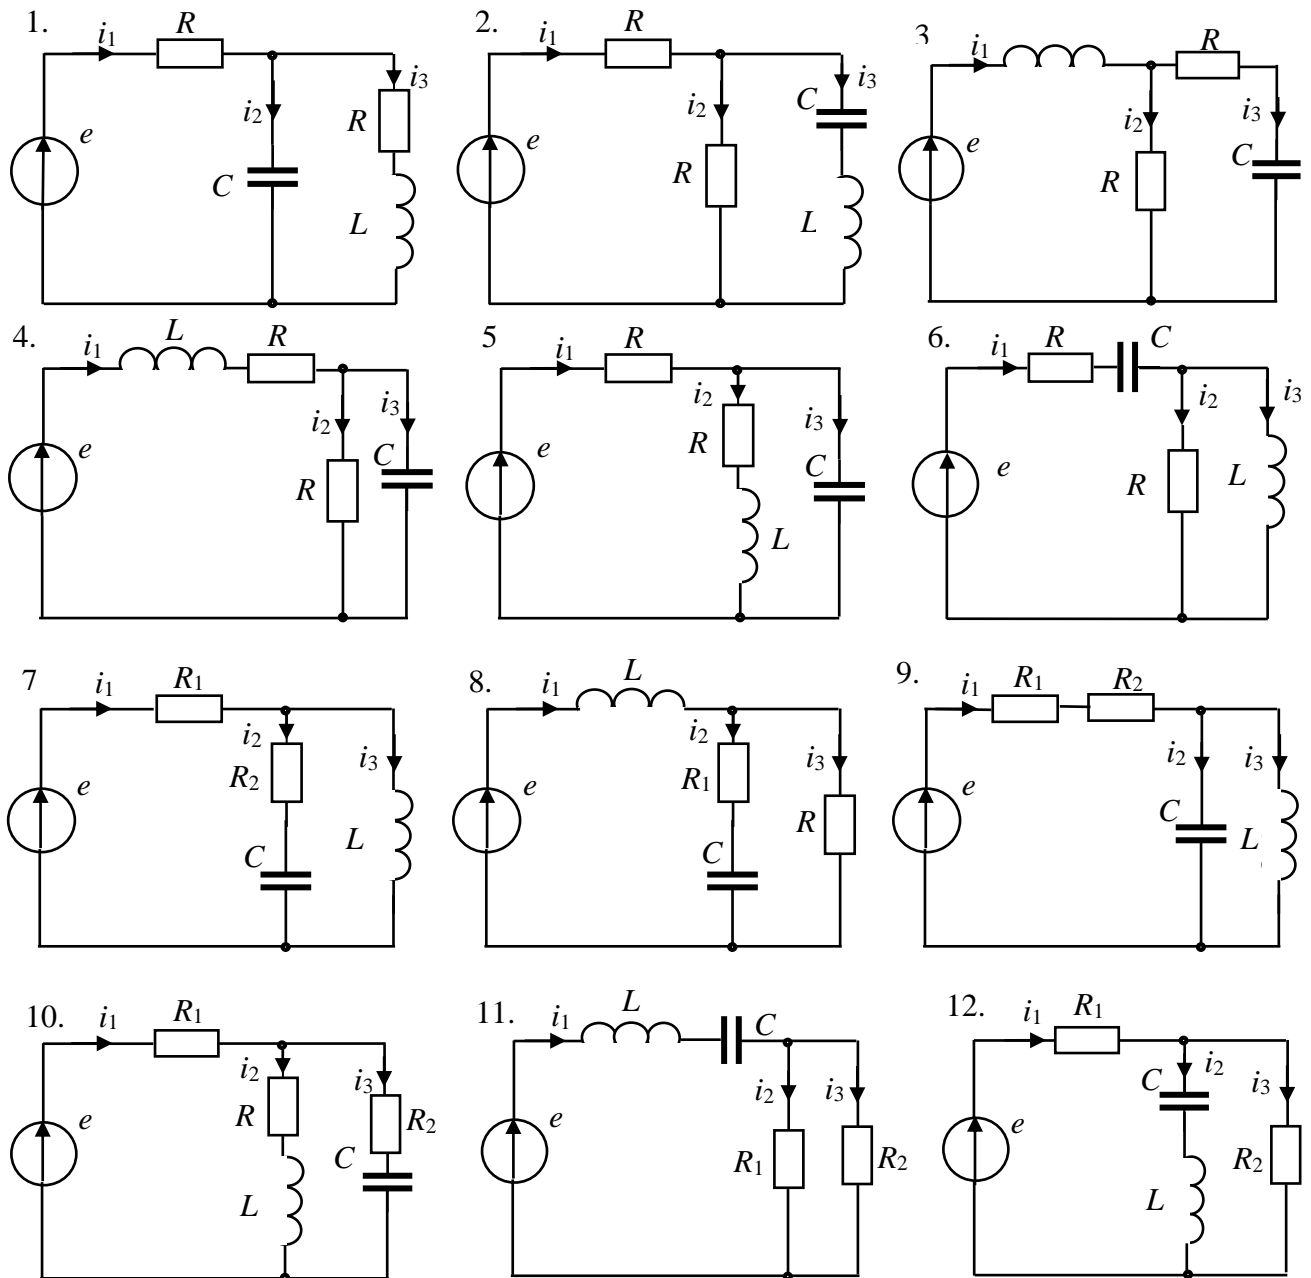 1. R 2. R 3 R
i1 i1 i1
i3 i3
i2 R i2 C i2 i3
e e e
C R R C
L L
4. L R 5 R 6. C
i1 i1 i1 R
i2 i3 i2 i3 i2 i3
e C R C e R L
R e L
7 R1 8. L 9. R1 R2
i1 i1 i1
i2 i3 i2 i3 i2 i3
e R2 e R1 e
C L C R C L
10. R1 11. L C 12. R1
i1 i1 i1
i2 i3 i2 i3 C i2 i3
e R R2 e e
C R1 R2 R2
L L